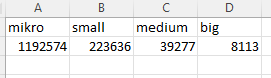 A B C D
mikro small medium big
1192574 223636 39277 8113